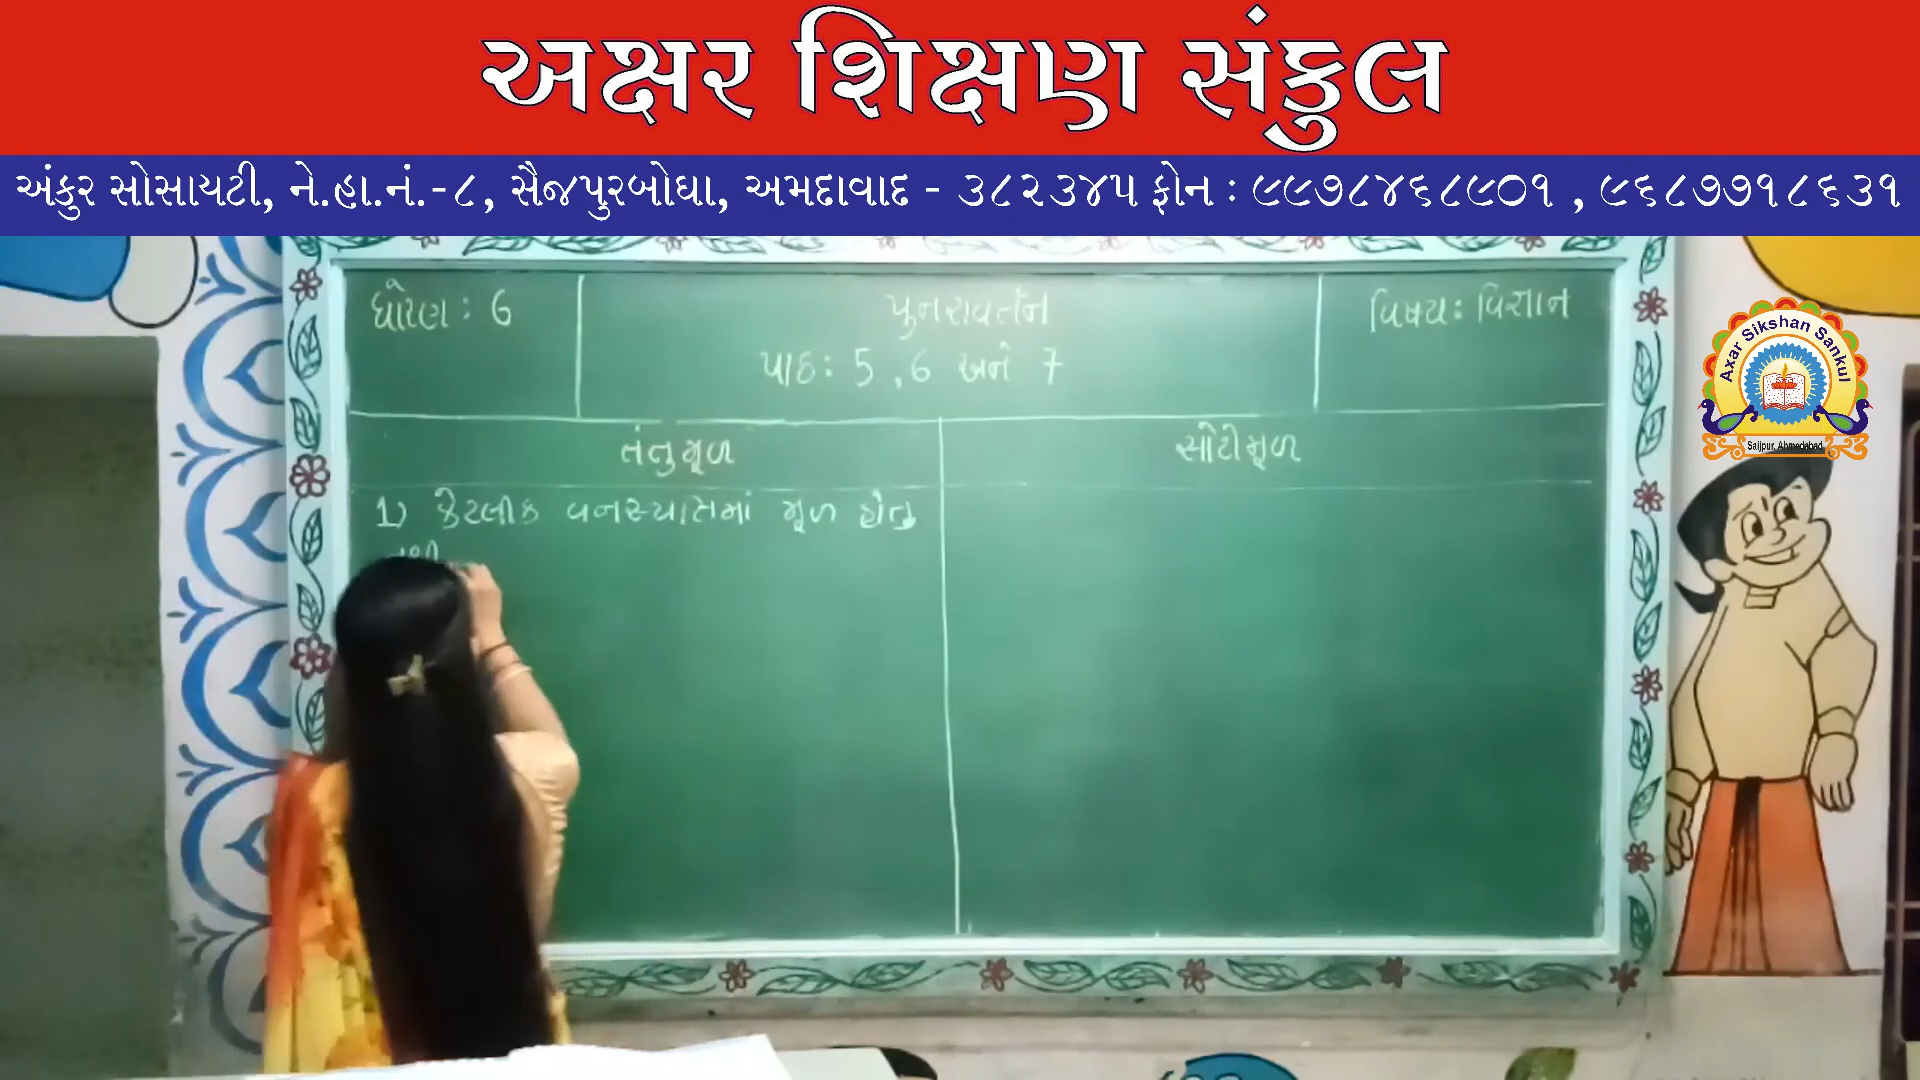 અક્ષર શિક્ષણ સંકુલ
અંકુર સોસાયટી, ને.હા.નં.-૮, સૈજપુરબોઘા, અમદાવાદ - ૩૮૨૩૪૫ ફોન : ૯૯૭૮૪૬૮૯૦૧ , ૯૬૮૭૭૧૮૬૩૧
ધોરણ : 6
પુનરાવર્તન
વિષય : વિજ્ઞાન
પાઠ : 5 , 6 અને 7
Axar Sikshan Sankul
Saijpur, Ahmedabad
તંતુમૂળ
સોટીમૂળ
1) કેટલીક વનસ્પતિમાં મૂળ હોતુ
નથી